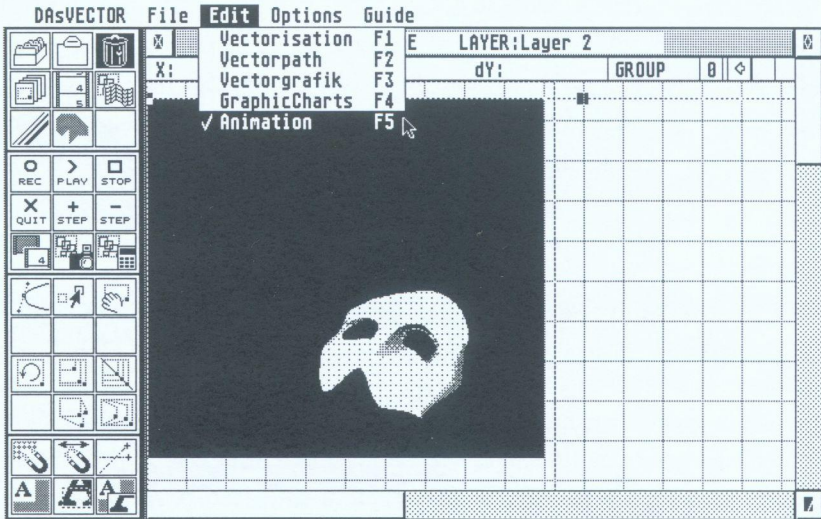 DAsVECTOR File Edit Options Guide
Vectorisation F1
Vectorpath F2
Vectorgrafik F3
GraphicCharts F4
✓ Animation F5
E LAYER:Layer 2
X: dY: GROUP 0
4
5
REC PLAY STOP
QUIT STEP STEP
4
A A